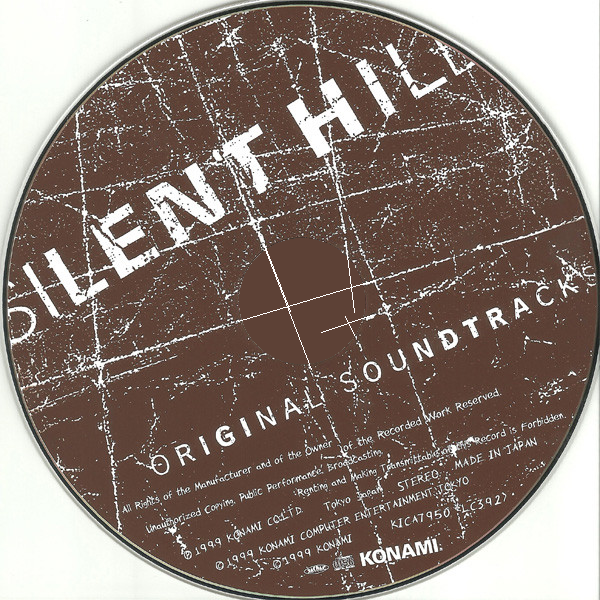 SILENT HILL
ORIGINAL SOUNDTRACKS
All Rights of the Manufacturer and of the Owner of the Recorded Work Reserved.
Unauthorized Copying, Public Performance Broadcasting
Renting and Making Transmittable of the Record is Forbidden.
℗1999 KONAMI CO.LTD Tokyo Japan STEREO MADE IN JAPAN
©1999 KONAMI COMPUTER ENTERTAINMENT TOKYO
©1999 KONAMI KICA7950
KONAMI